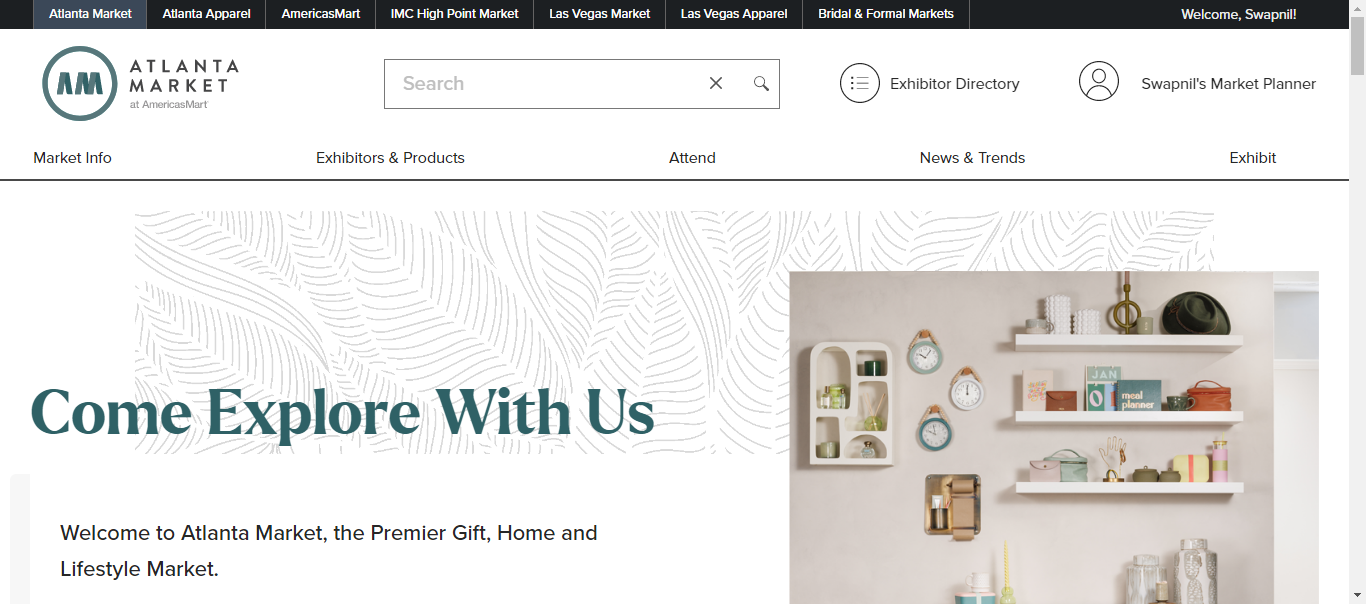 Atlanta Market
Atlanta Apparel
AmericasMart
IMC High Point Market
Las Vegas Market
Las Vegas Apparel
Bridal & Formal Markets
Welcome, Swapnil!
AM
ATLANTA
MARKET
at AmericasMart
Search
Exhibitor Directory
Swapnil's Market Planner
Market Info
Exhibitors & Products
Attend
News & Trends
Exhibit
Come Explore With Us
JAN
meal
planner
Welcome to Atlanta Market, the Premier Gift, Home and
Lifestyle Market.